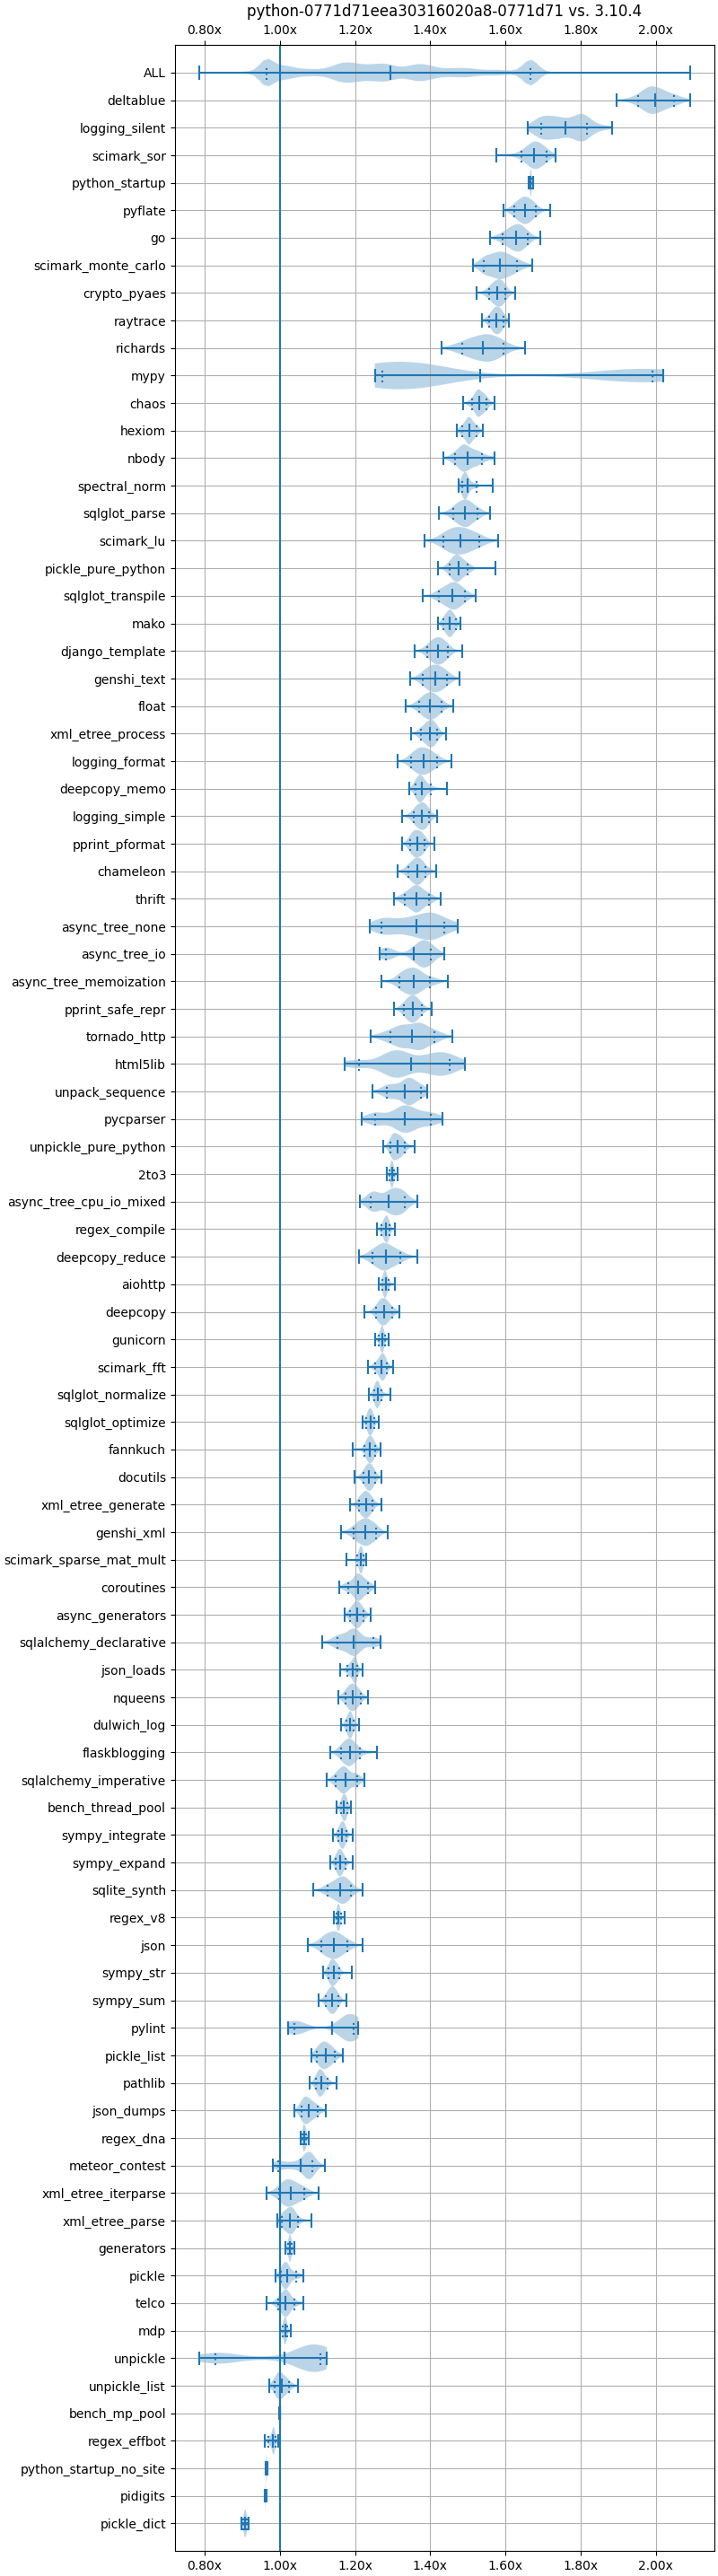 python-0771d71eea30316020a8-0771d71 vs. 3.10.4
0.80x 1.00x 1.20x 1.40x 1.60x 1.80x 2.00x
ALL
deltablue
logging_silent
scimark_sor
python_startup
pyflate
go
scimark_monte_carlo
crypto_pyaes
raytrace
richards
mypy
chaos
hexiom
nbody
spectral_norm
sqlglot_parse
scimark_lu
pickle_pure_python
sqlglot_transpile
mako
django_template
genshi_text
float
xml_etree_process
logging_format
deepcopy_memo
logging_simple
pprint_pformat
chameleon
thrift
async_tree_none
async_tree_io
async_tree_memoization
pprint_safe_repr
tornado_http
html5lib
unpack_sequence
pycparser
unpickle_pure_python
2to3
async_tree_cpu_io_mixed
regex_compile
deepcopy_reduce
aiohttp
deepcopy
gunicorn
scimark_fft
sqlglot_normalize
sqlglot_optimize
fannkuch
docutils
xml_etree_generate
genshi_xml
scimark_sparse_mat_mult
coroutines
async_generators
sqlalchemy_declarative
json_loads
nqueens
dulwich_log
flaskblogging
sqlalchemy_imperative
bench_thread_pool
sympy_integrate
sympy_expand
sqlite_synth
regex_v8
json
sympy_str
sympy_sum
pylint
pickle_list
pathlib
json_dumps
regex_dna
meteor_contest
xml_etree_iterparse
xml_etree_parse
generators
pickle
telco
mdp
unpickle
unpickle_list
bench_mp_pool
regex_effbot
python_startup_no_site
pidigits
pickle_dict
0.80x 1.00x 1.20x 1.40x 1.60x 1.80x 2.00x